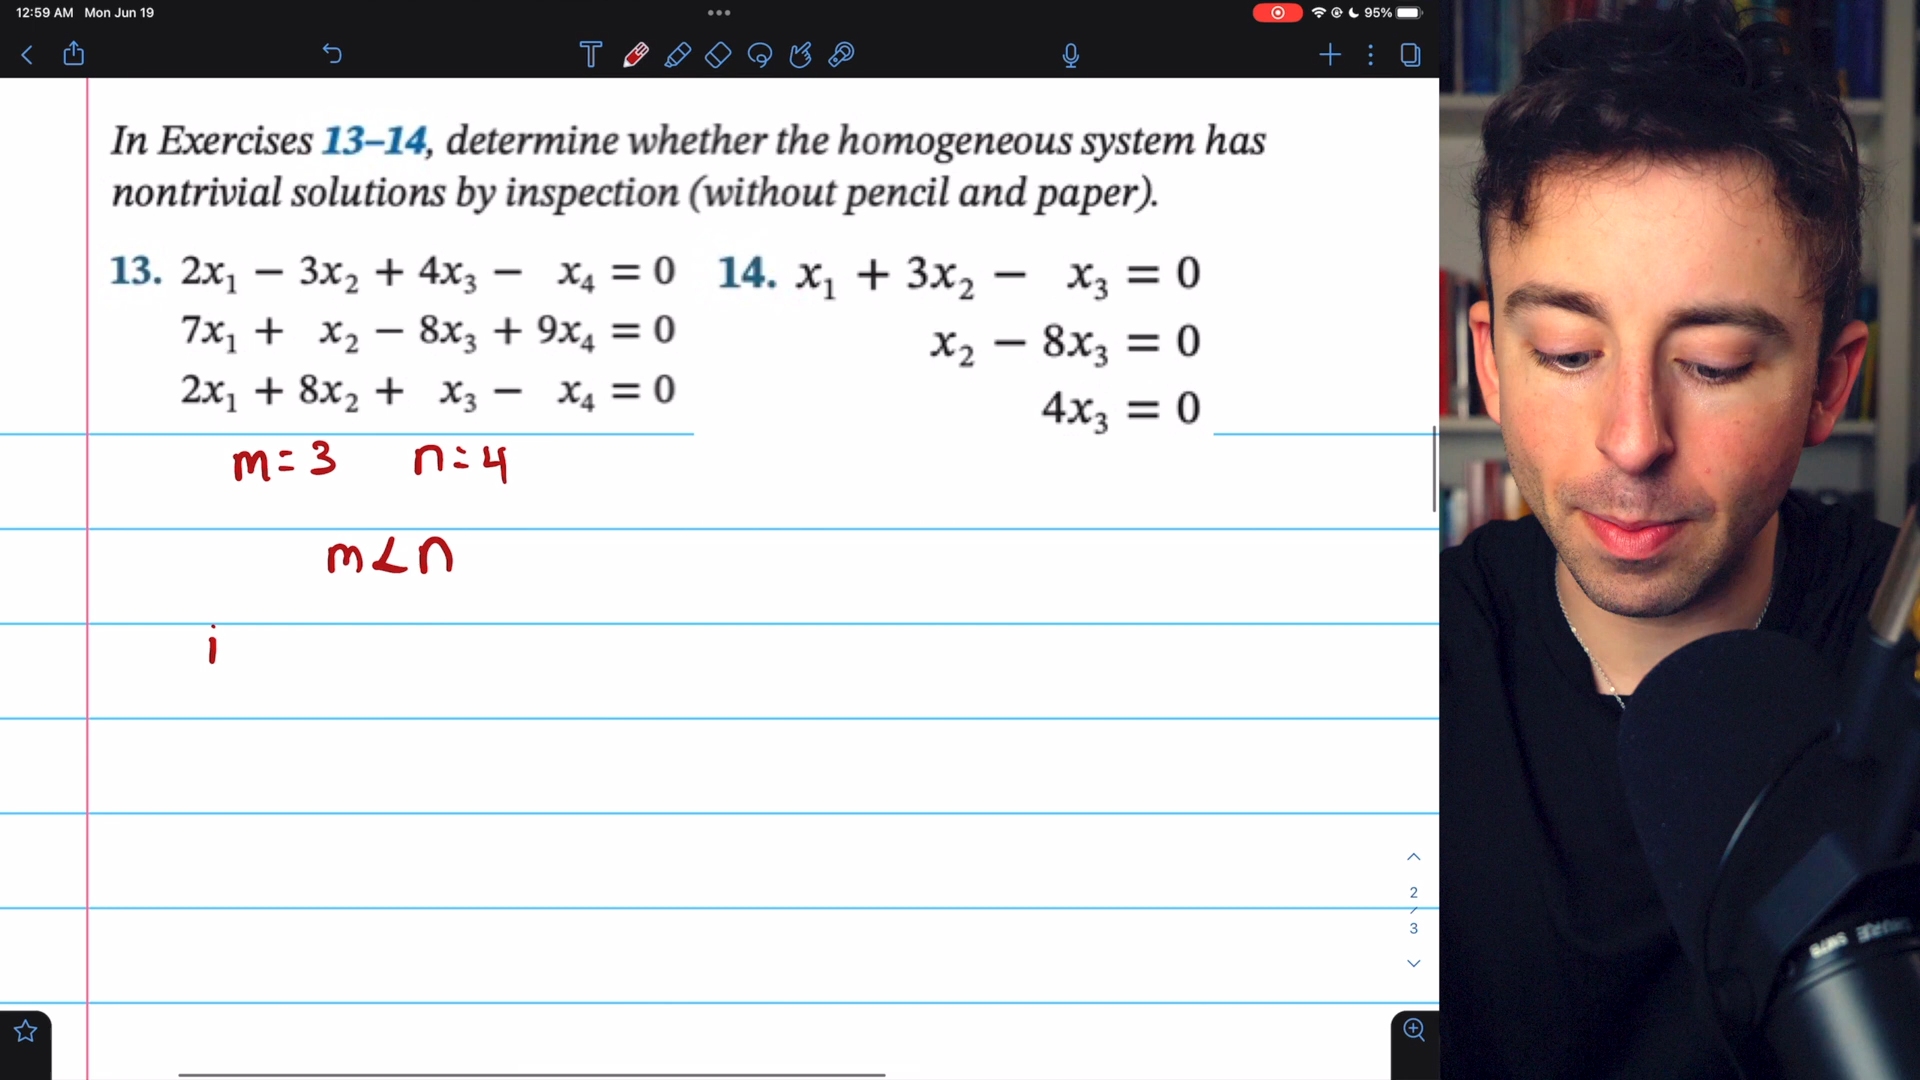 12:59 AM Mon Jun 19
95%
In Exercises 13–14, determine whether the homogeneous system has
nontrivial solutions by inspection (without pencil and paper).
13. 2x₁ − 3x₂ + 4x₃ − x₄ = 0
7x₁ + x₂ − 8x₃ + 9x₄ = 0
2x₁ + 8x₂ + x₃ − x₄ = 0
14. x₁ + 3x₂ − x₃ = 0
x₂ − 8x₃ = 0
4x₃ = 0
m = 3 n = 4
m < n
i
2
/
3